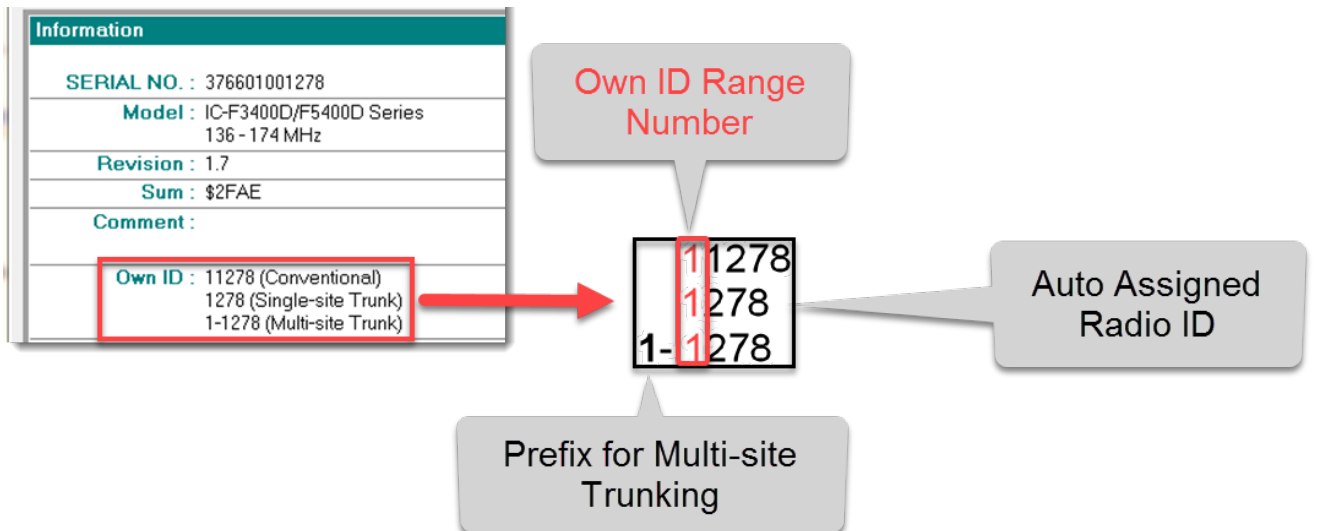 Information
SERIAL NO. : 376601001278
Model : IC-F3400D/F5400D Series
136 - 174 MHz
Revision : 1.7
Sum : $2FAE
Comment :
Own ID : 11278 (Conventional)
1278 (Single-site Trunk)
1-1278 (Multi-site Trunk)
Own ID Range
Number
11278
1278
1-1278
Auto Assigned
Radio ID
Prefix for Multi-site
Trunking